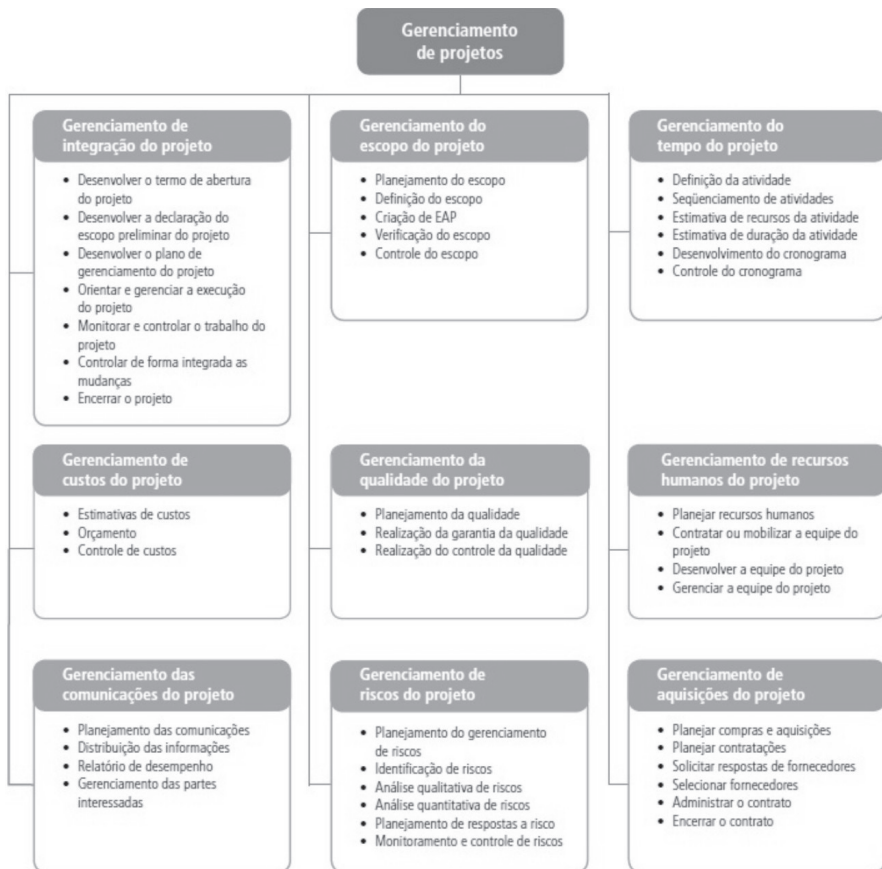 Gerenciamento
de projetos
Gerenciamento de
integração do projeto
• Desenvolver o termo de abertura
do projeto
• Desenvolver a declaração do
escopo preliminar do projeto
• Desenvolver o plano de
gerenciamento do projeto
• Orientar e gerenciar a execução
do projeto
• Monitorar e controlar o trabalho do
projeto
• Controlar de forma integrada as
mudanças
• Encerrar o projeto
Gerenciamento do
escopo do projeto
• Planejamento do escopo
• Definição do escopo
• Criação de EAP
• Verificação do escopo
• Controle do escopo
Gerenciamento do
tempo do projeto
• Definição da atividade
• Seqüenciamento de atividades
• Estimativa de recursos da atividade
• Estimativa de duração da atividade
• Desenvolvimento do cronograma
• Controle do cronograma
Gerenciamento de
custos do projeto
• Estimativas de custos
• Orçamento
• Controle de custos
Gerenciamento da
qualidade do projeto
• Planejamento da qualidade
• Realização da garantia da qualidade
• Realização do controle da qualidade
Gerenciamento de recursos
humanos do projeto
• Planejar recursos humanos
• Contratar ou mobilizar a equipe do
projeto
• Desenvolver a equipe do projeto
• Gerenciar a equipe do projeto
Gerenciamento das
comunicações do projeto
• Planejamento das comunicações
• Distribuição das informações
• Relatório de desempenho
• Gerenciamento das partes
interessadas
Gerenciamento de
riscos do projeto
• Planejamento do gerenciamento
de riscos
• Identificação de riscos
• Análise qualitativa de riscos
• Análise quantitativa de riscos
• Planejamento de respostas a risco
• Monitoramento e controle de riscos
Gerenciamento de
aquisições do projeto
• Planejar compras e aquisições
• Planejar contratações
• Solicitar respostas de fornecedores
• Selecionar fornecedores
• Administrar o contrato
• Encerrar o contrato